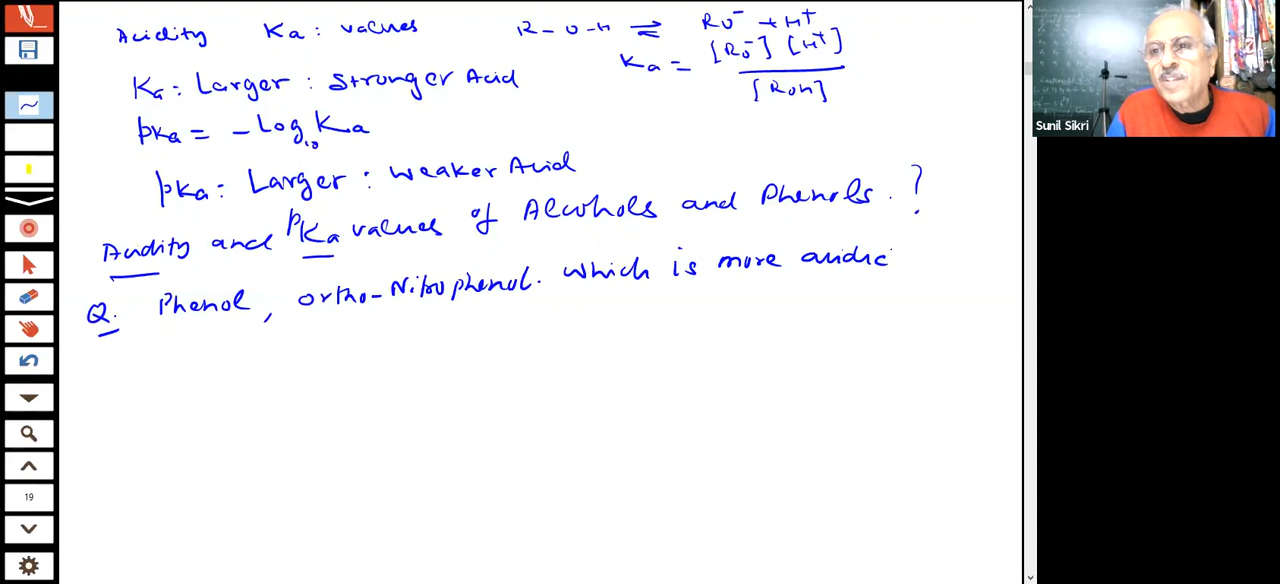 Acidity Ka : values R-O-H ⇌ RO⁻ + H⁺
Ka = [RO⁻] [H⁺] / [ROH]
Ka : Larger : Stronger Acid
pKa = - Log₁₀ Ka
pKa : Larger : Weaker Acid
Acidity and pKa values of Alcohols and Phenols . ?
Q. Phenol , Ortho-Nitrophenol. Which is more acidic
19
Sunil Sikri